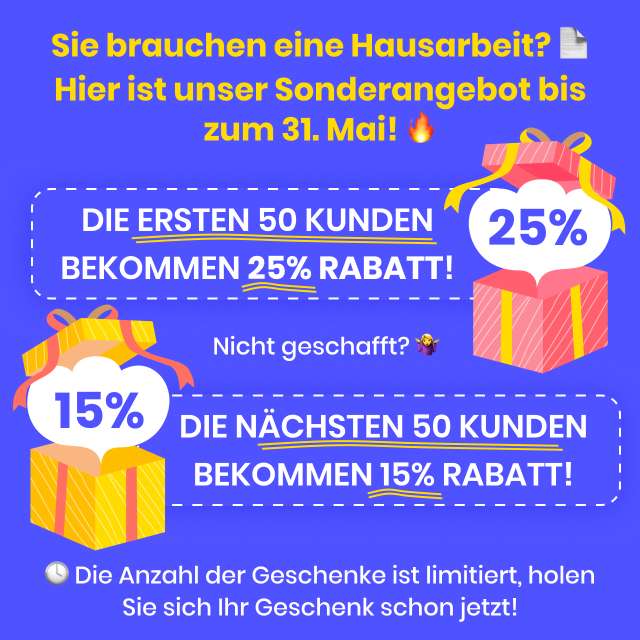 Sie brauchen eine Hausarbeit?
Hier ist unser Sonderangebot bis
zum 31. Mai!
DIE ERSTEN 50 KUNDEN
25%
BEKOMMEN 25% RABATT!
Nicht geschafft?
15%
DIE NÄCHSTEN 50 KUNDEN
BEKOMMEN 15% RABATT!
Die Anzahl der Geschenke ist limitiert, holen
Sie sich Ihr Geschenk schon jetzt!